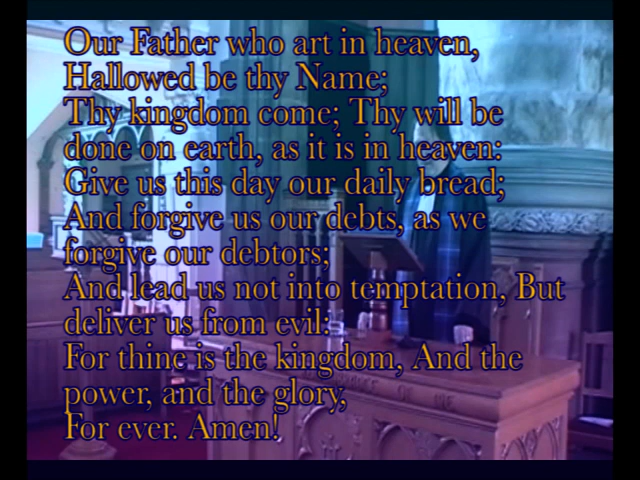 Our Father who art in heaven,
Hallowed be thy Name;
Thy kingdom come; Thy will be
done on earth, as it is in heaven:
Give us this day our daily bread;
And forgive us our debts, as we
forgive our debtors;
And lead us not into temptation, But
deliver us from evil:
For thine is the kingdom, And the
power, and the glory,
For ever. Amen!